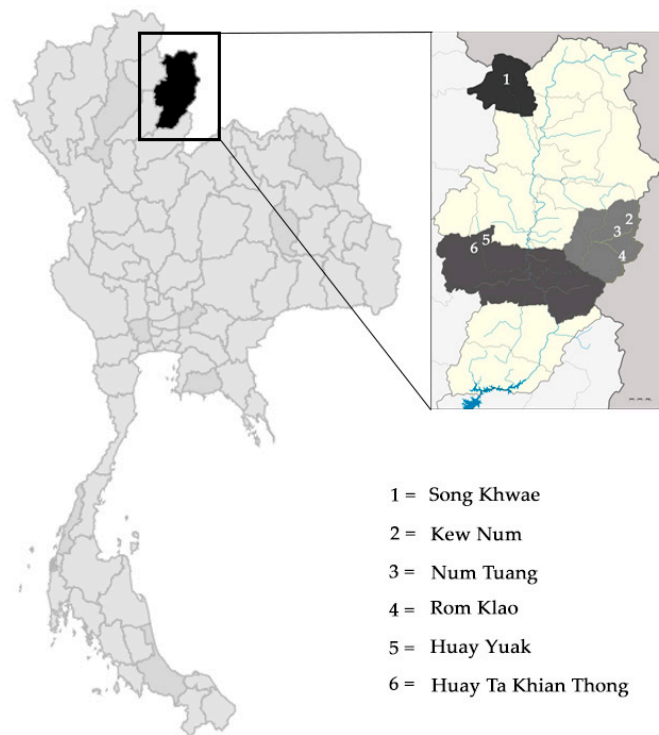 1
2
3
4
5
6
1 = Song Khwae
2 = Kew Num
3 = Num Tuang
4 = Rom Klao
5 = Huay Yuak
6 = Huay Ta Khian Thong